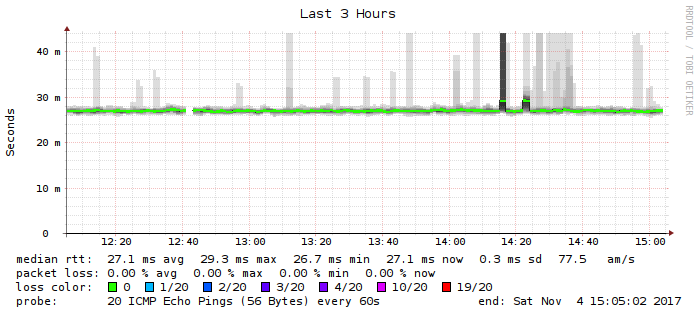 Last 3 Hours
RRDTOOL / TOBI OETIKER
Seconds
40 m
30 m
20 m
10 m
0
12:20 12:40 13:00 13:20 13:40 14:00 14:20 14:40 15:00
median rtt: 27.1 ms avg 29.3 ms max 26.7 ms min 27.1 ms now 0.3 ms sd 77.5 am/s
packet loss: 0.00 % avg 0.00 % max 0.00 % min 0.00 % now
loss color: 0 1/20 2/20 3/20 4/20 10/20 19/20
probe: 20 ICMP Echo Pings (56 Bytes) every 60s end: Sat Nov 4 15:05:02 2017